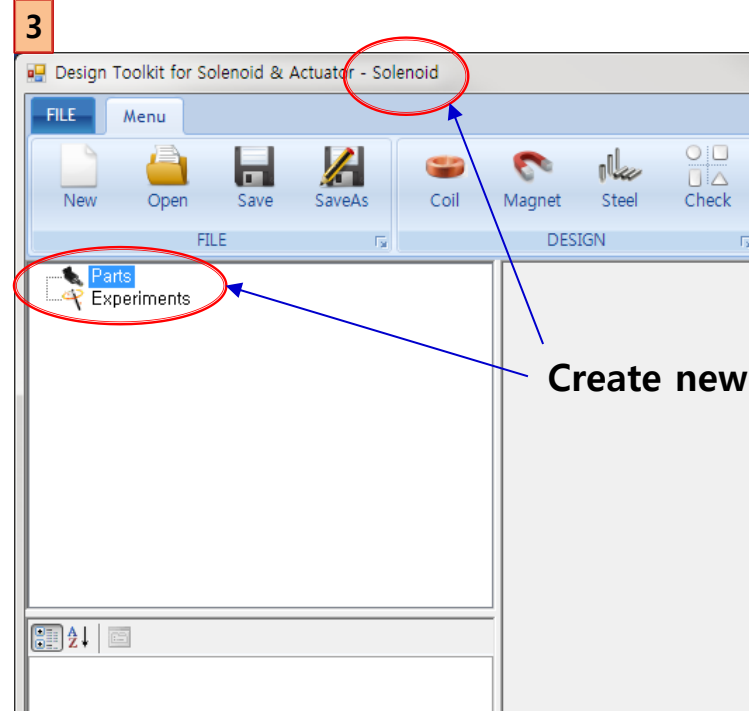 3
Design Toolkit for Solenoid & Actuator - Solenoid
FILE Menu
New Open Save SaveAs Coil Magnet Steel Check
FILE DESIGN
Parts
Experiments
Create new
A
Z